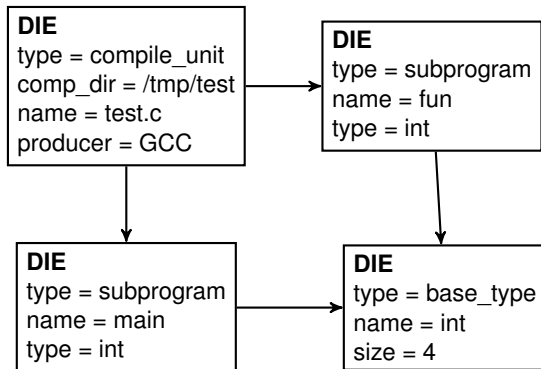 DIE
type = compile_unit
comp_dir = /tmp/test
name = test.c
producer = GCC
DIE
type = subprogram
name = fun
type = int
DIE
type = subprogram
name = main
type = int
DIE
type = base_type
name = int
size = 4